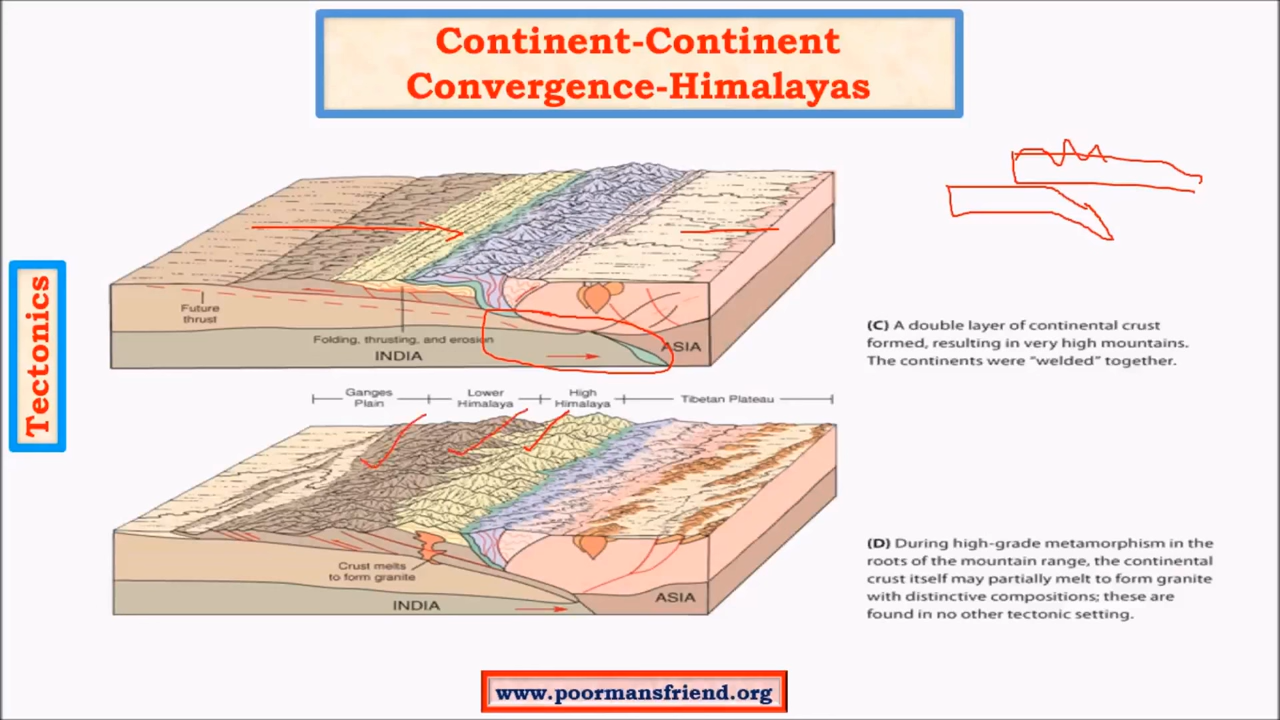 Continent-Continent
Convergence-Himalayas
Tectonics
Future
thrust
Folding, thrusting, and erosion
INDIA
ASIA
(C) A double layer of continental crust
formed, resulting in very high mountains.
The continents were “welded” together.
Ganges
Plain
Lower
Himalaya
High
Himalaya
Tibetan Plateau
Crust melts
to form granite
INDIA
ASIA
(D) During high-grade metamorphism in the
roots of the mountain range, the continental
crust itself may partially melt to form granite
with distinctive compositions; these are
found in no other tectonic setting.
www.poormansfriend.org